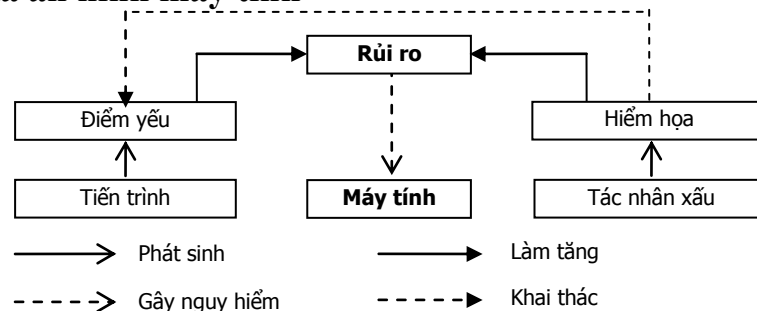 Rủi ro
Điểm yếu
Hiểm họa
Tiến trình
Máy tính
Tác nhân xấu
Phát sinh
Làm tăng
Gây nguy hiểm
Khai thác